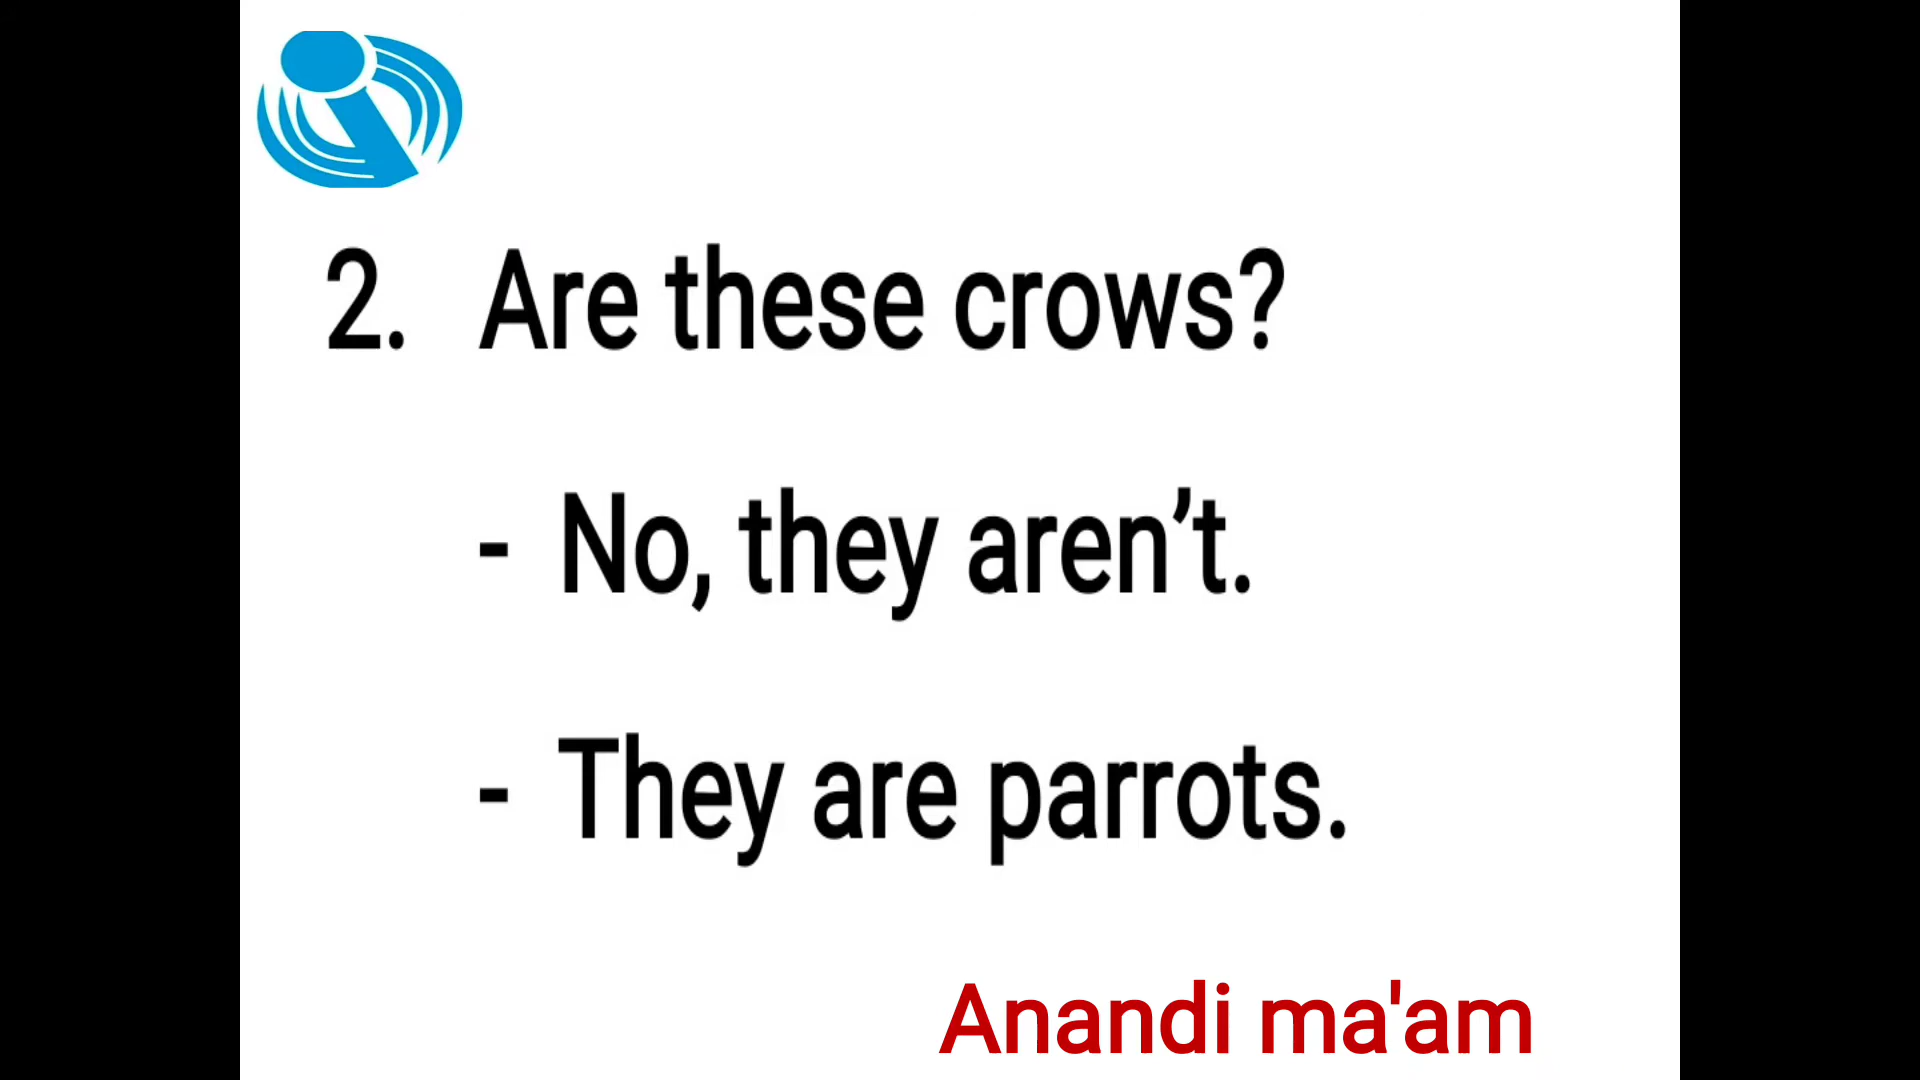 2. Are these crows?
- No, they aren’t.
- They are parrots.
Anandi ma'am